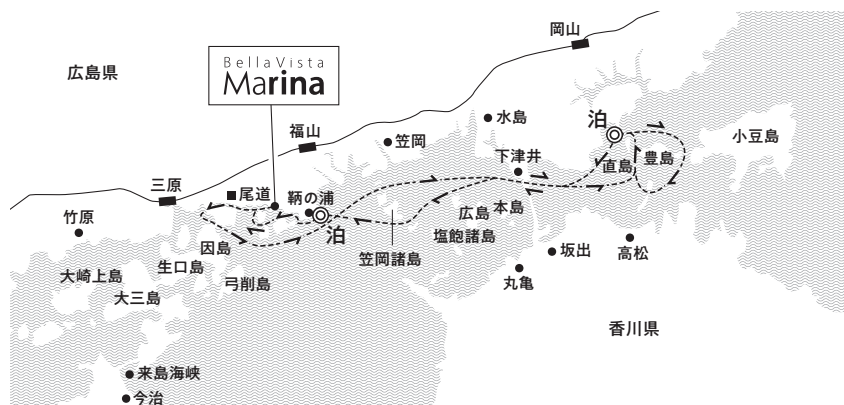 岡山
広島県
BellaVista
Marina
福山
笠岡
水島
泊
小豆島
下津井
直島
豊島
三原
尾道
鞆の浦
泊
竹原
広島
本島
塩飽諸島
笠岡諸島
因島
生口島
弓削島
大崎上島
大三島
坂出
高松
丸亀
香川県
来島海峡
今治